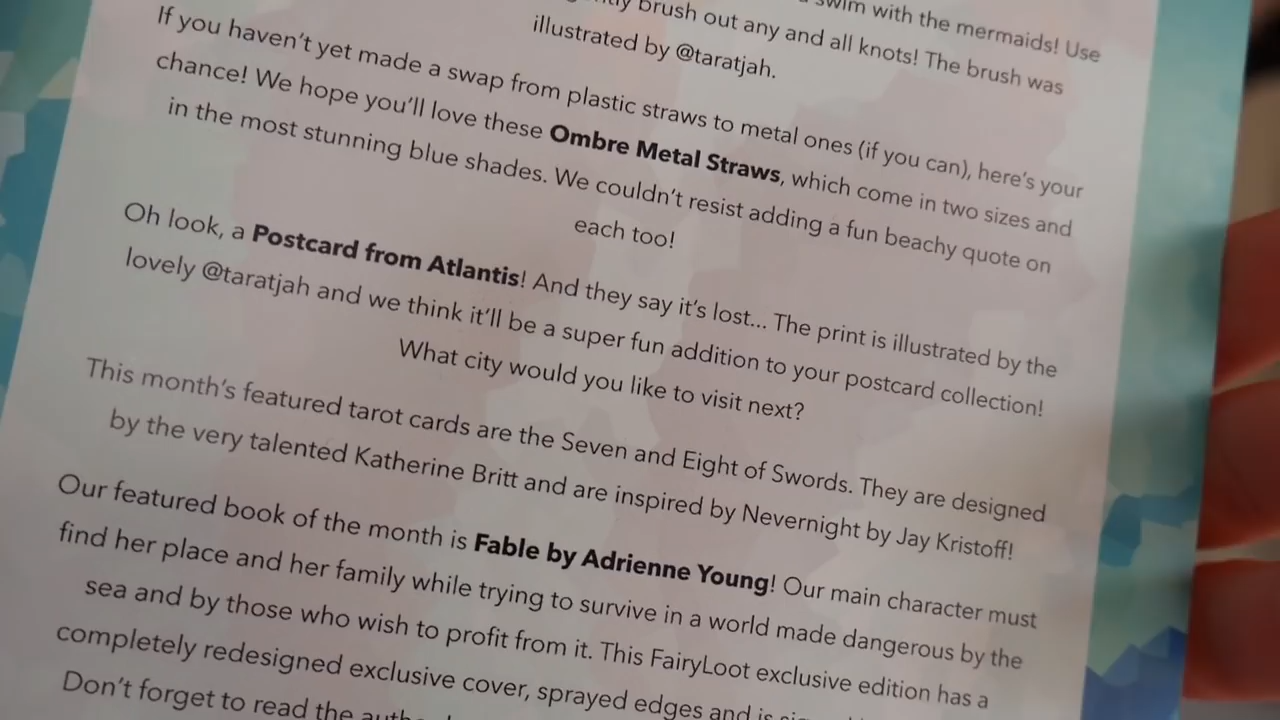 swim with the mermaids! Use
brush out any and all knots! The brush was
illustrated by @taratjah.
If you haven't yet made a swap from plastic straws to metal ones (if you can), here's your
chance! We hope you'll love these Ombre Metal Straws, which come in two sizes and
in the most stunning blue shades. We couldn't resist adding a fun beachy quote on
each too!
Oh look, a Postcard from Atlantis! And they say it's lost... The print is illustrated by the
lovely @taratjah and we think it'll be a super fun addition to your postcard collection!
What city would you like to visit next?
This month's featured tarot cards are the Seven and Eight of Swords. They are designed
by the very talented Katherine Britt and are inspired by Nevernight by Jay Kristoff!
Our featured book of the month is Fable by Adrienne Young! Our main character must
find her place and her family while trying to survive in a world made dangerous by the
sea and by those who wish to profit from it. This FairyLoot exclusive edition has a
completely redesigned exclusive cover, sprayed edges and is
Don't forget to read the